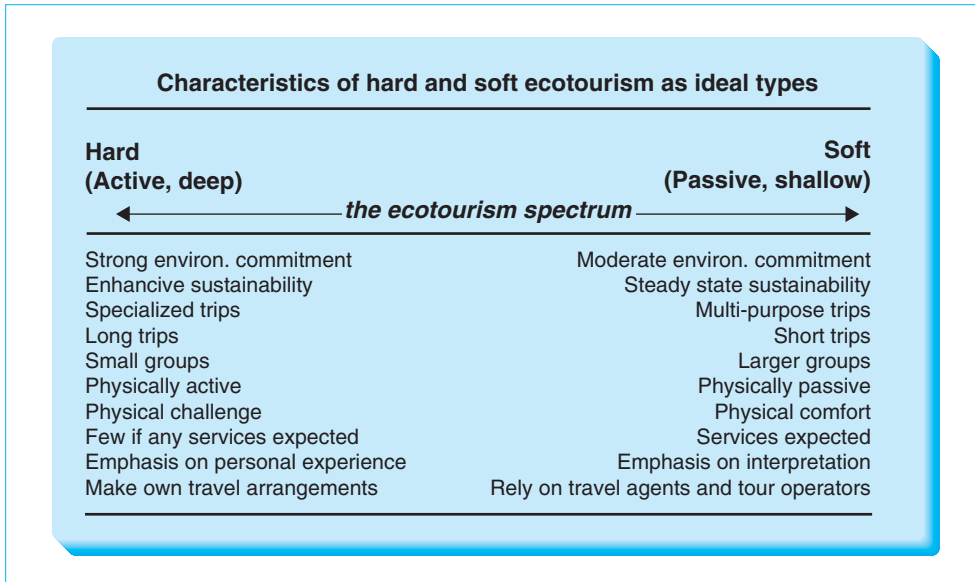 Characteristics of hard and soft ecotourism as ideal types
Hard Soft
(Active, deep) (Passive, shallow)
the ecotourism spectrum
Strong environ. commitment Moderate environ. commitment
Enhancive sustainability Steady state sustainability
Specialized trips Multi-purpose trips
Long trips Short trips
Small groups Larger groups
Physically active Physically passive
Physical challenge Physical comfort
Few if any services expected Services expected
Emphasis on personal experience Emphasis on interpretation
Make own travel arrangements Rely on travel agents and tour operators